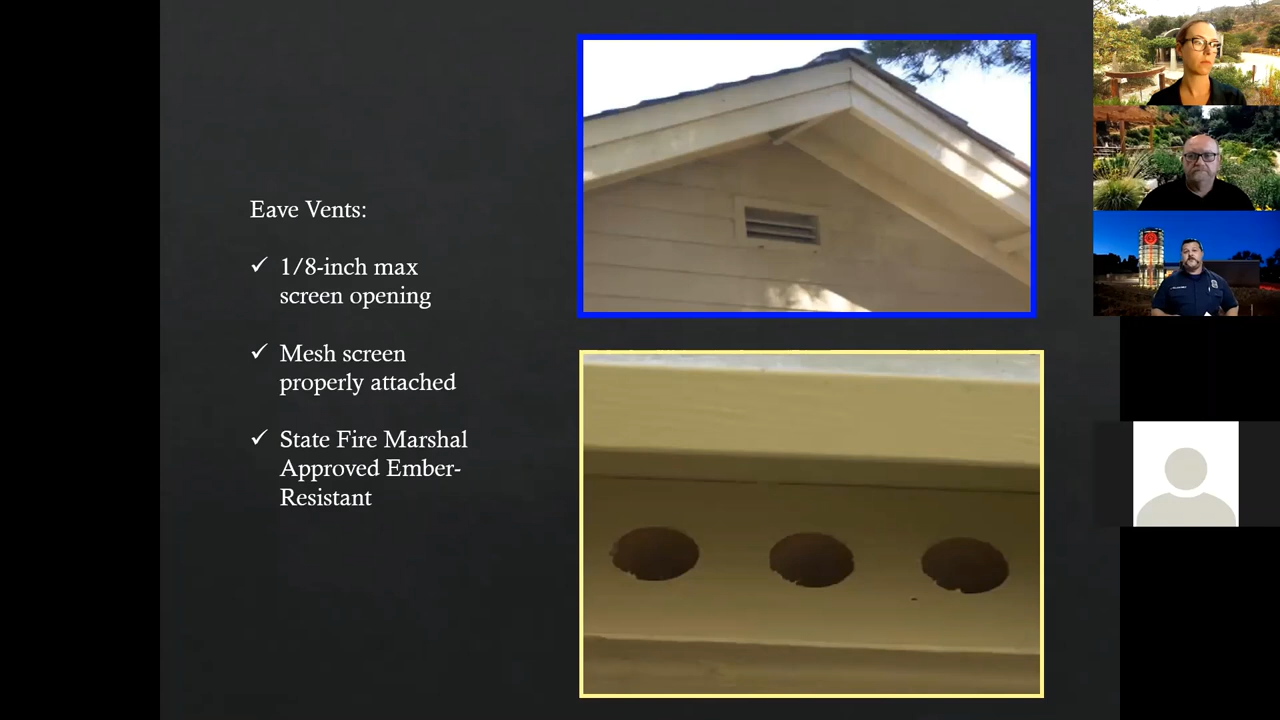 Eave Vents:
✓ 1/8-inch max
screen opening
✓ Mesh screen
properly attached
✓ State Fire Marshal
Approved Ember-
Resistant